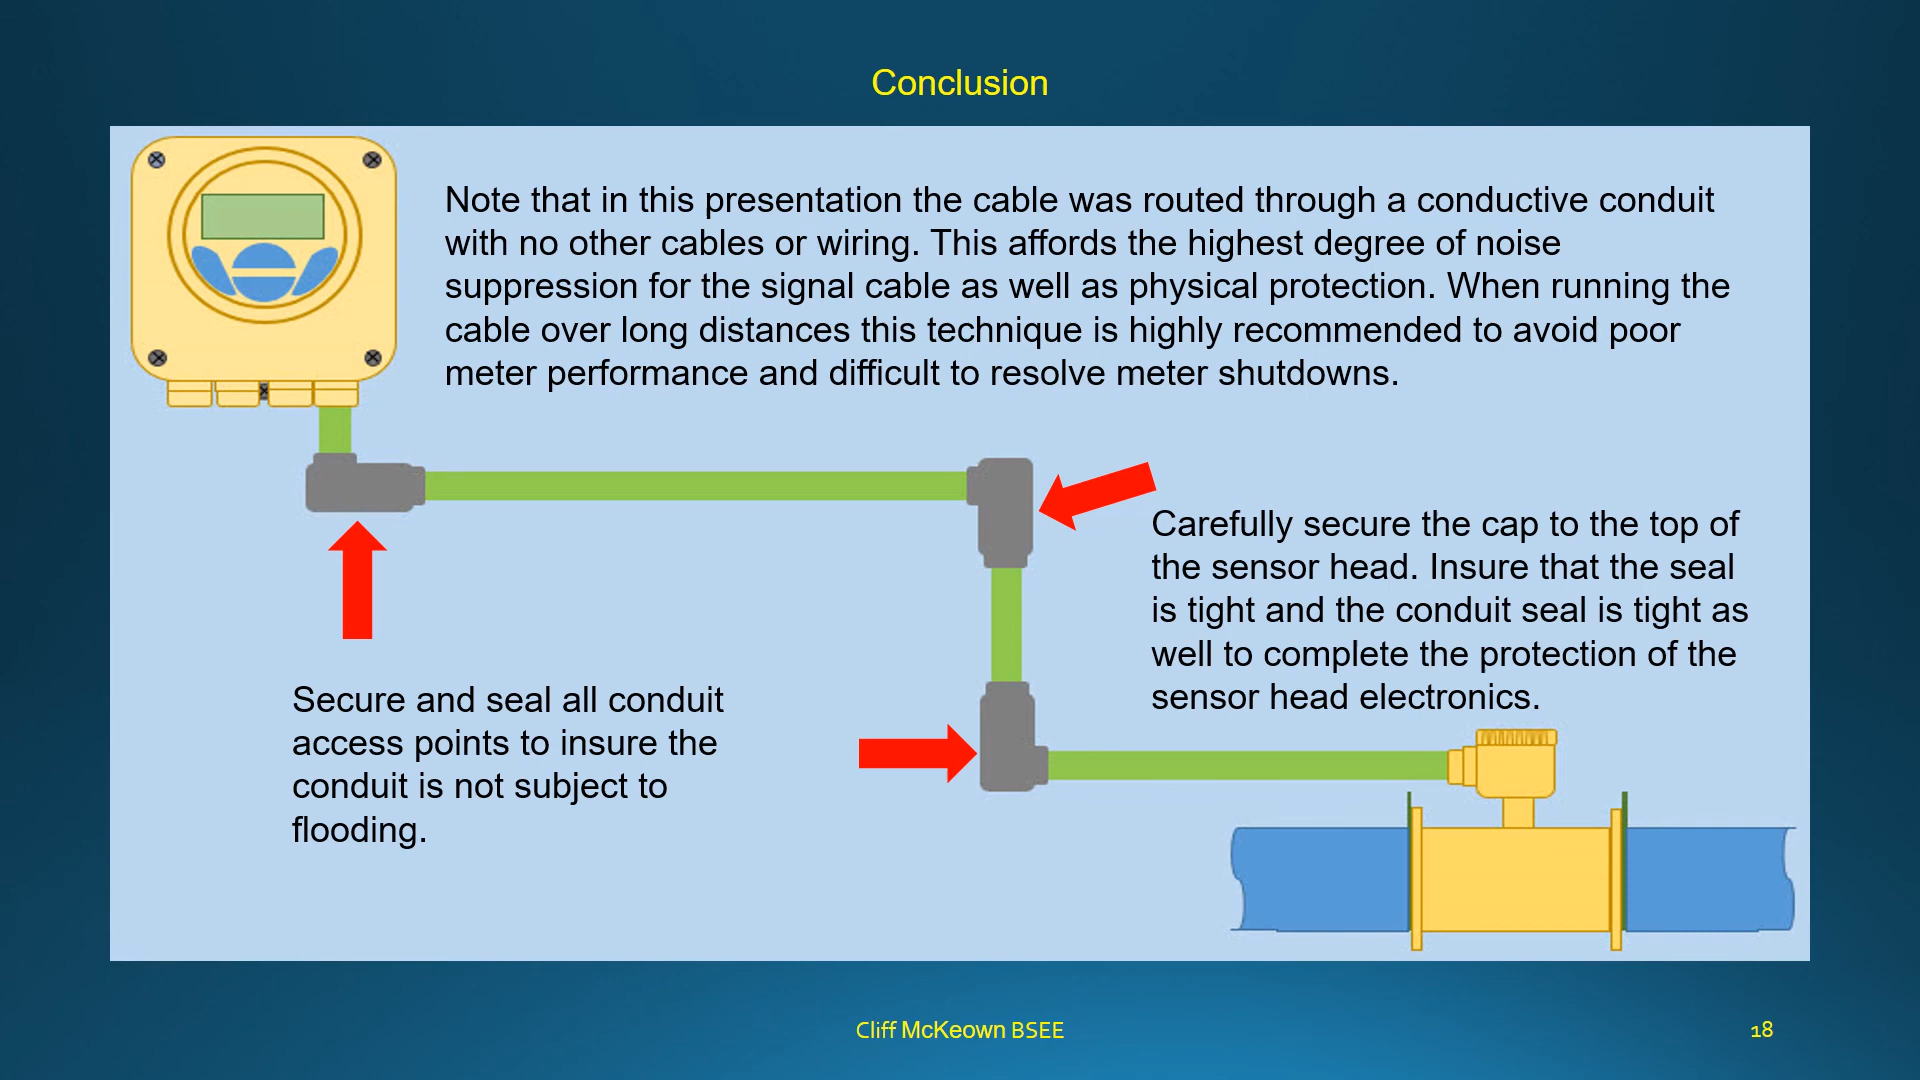 Conclusion
Note that in this presentation the cable was routed through a conductive conduit
with no other cables or wiring. This affords the highest degree of noise
suppression for the signal cable as well as physical protection. When running the
cable over long distances this technique is highly recommended to avoid poor
meter performance and difficult to resolve meter shutdowns.
Carefully secure the cap to the top of
the sensor head. Insure that the seal
is tight and the conduit seal is tight as
well to complete the protection of the
sensor head electronics.
Secure and seal all conduit
access points to insure the
conduit is not subject to
flooding.
Cliff McKeown BSEE
18